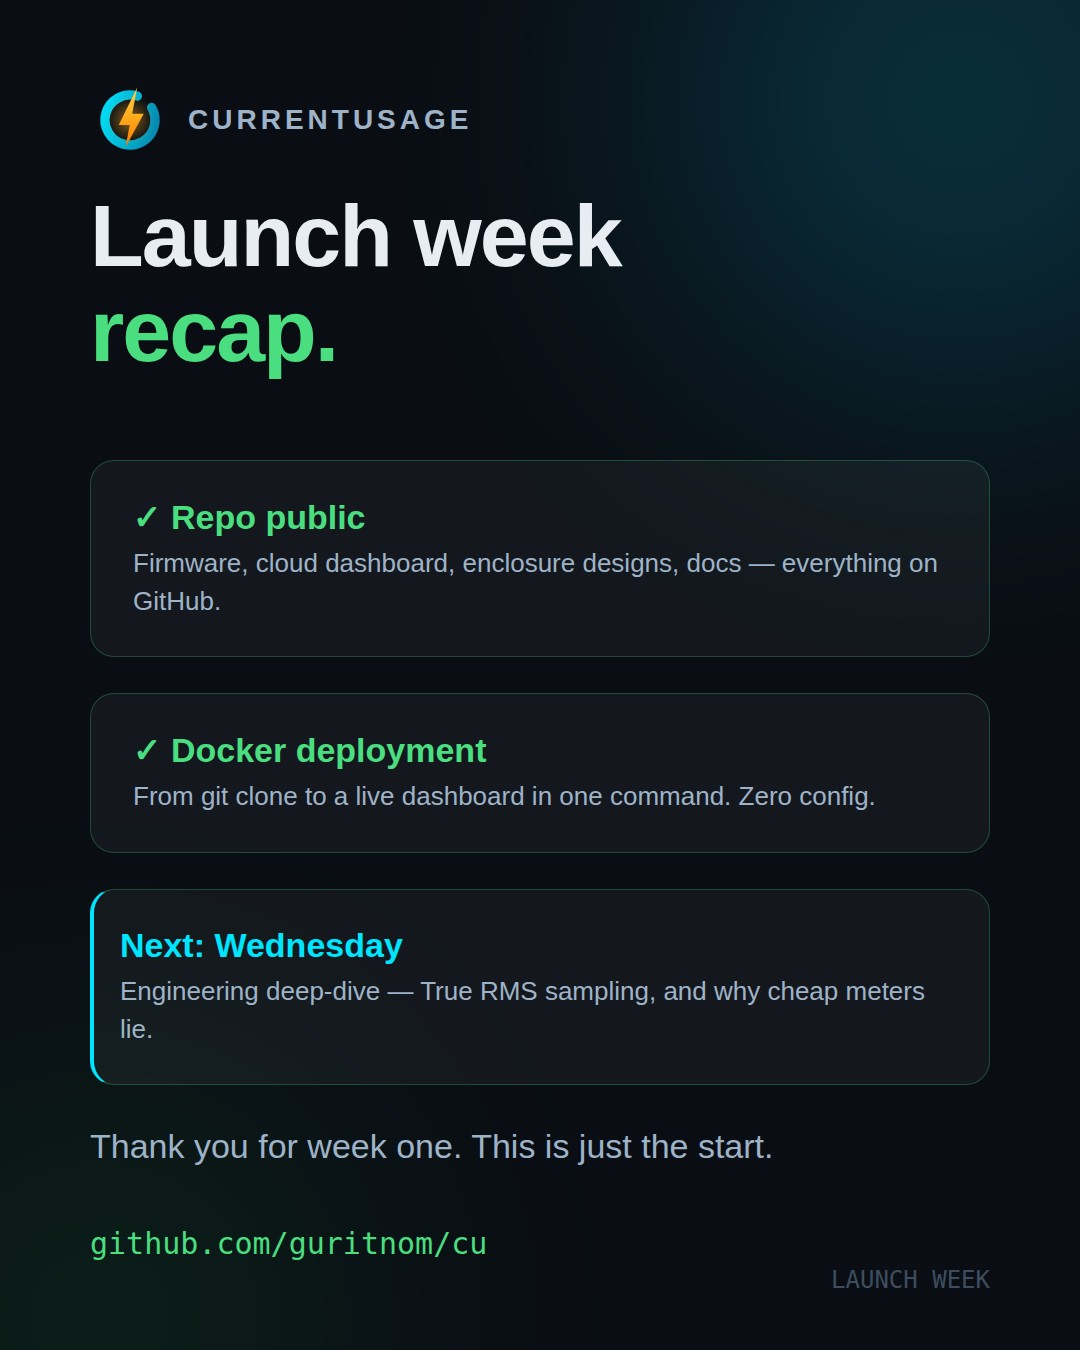 CURRENTUSAGE
Launch week
recap.
✓ Repo public
Firmware, cloud dashboard, enclosure designs, docs — everything on
GitHub.
✓ Docker deployment
From git clone to a live dashboard in one command. Zero config.
Next: Wednesday
Engineering deep-dive — True RMS sampling, and why cheap meters
lie.
Thank you for week one. This is just the start.
github.com/guritnom/cu
LAUNCH WEEK